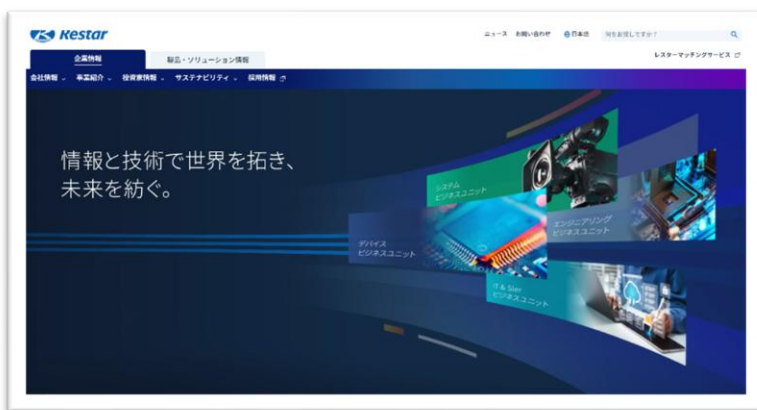 Restar
ニュース お問い合わせ 日本語 何をお探しですか？
企業情報 製品・ソリューション情報
レスターマッチングサービス
会社情報 事業紹介 投資家情報 サステナビリティ 採用情報
情報と技術で世界を拓き、
未来を紡ぐ。
システム
ビジネスユニット
エンジニアリング
ビジネスユニット
デバイス
ビジネスユニット
IT & SIer
ビジネスユニット